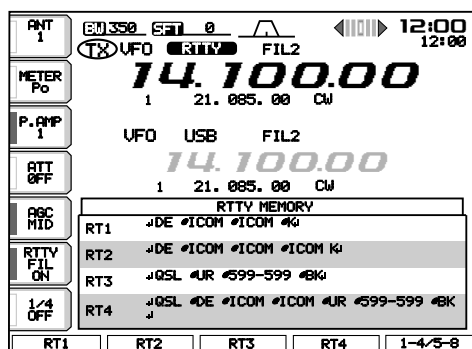 ANT
1
BW 350 SFT 0
12:00
TX VFO RTTY FIL2
12:00
METER
Po
14.100.00
1 21.085.00 CW
P.AMP
1
VFO USB FIL2
ATT
OFF
14.100.00
1 21.085.00 CW
AGC
MID
RTTY MEMORY
RT1 ↲DE ICOM ICOM K↲
RTTY
FIL
ON
RT2 ↲DE ICOM ICOM ICOM K↲
RT3 ↲QSL UR 599-599 BK↲
1/4
OFF
RT4 ↲QSL DE ICOM ICOM UR 599-599 BK
↲
RT1 RT2 RT3 RT4 1-4/5-8